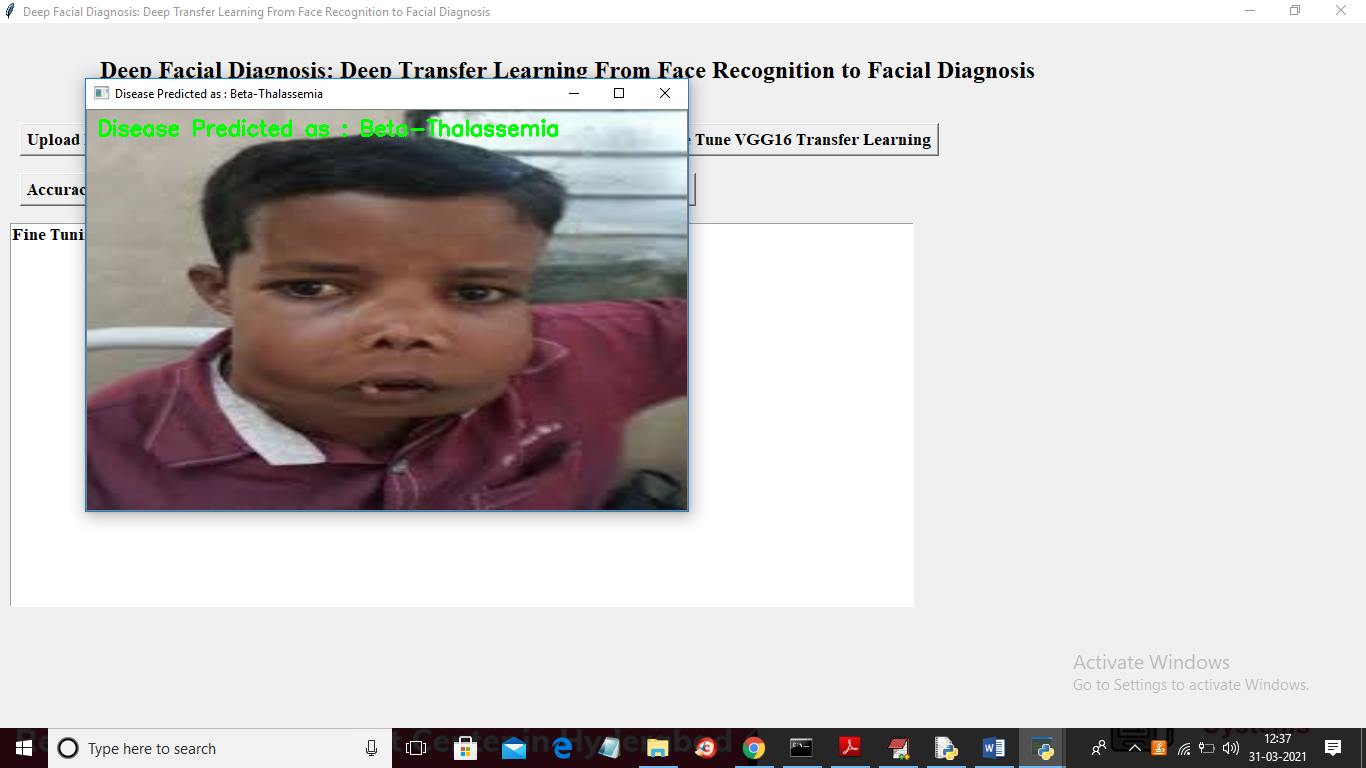 Deep Facial Diagnosis: Deep Transfer Learning From Face Recognition to Facial Diagnosis
Deep Facial Diagnosis: Deep Transfer Learning From Face Recognition to Facial Diagnosis
Disease Predicted as : Beta-Thalassemia
Disease Predicted as : Beta-Thalassemia
Upload
Tune VGG16 Transfer Learning
Fine
Activate Windows
Go to Settings to activate Windows.
Type here to search
12:37
31-03-2021